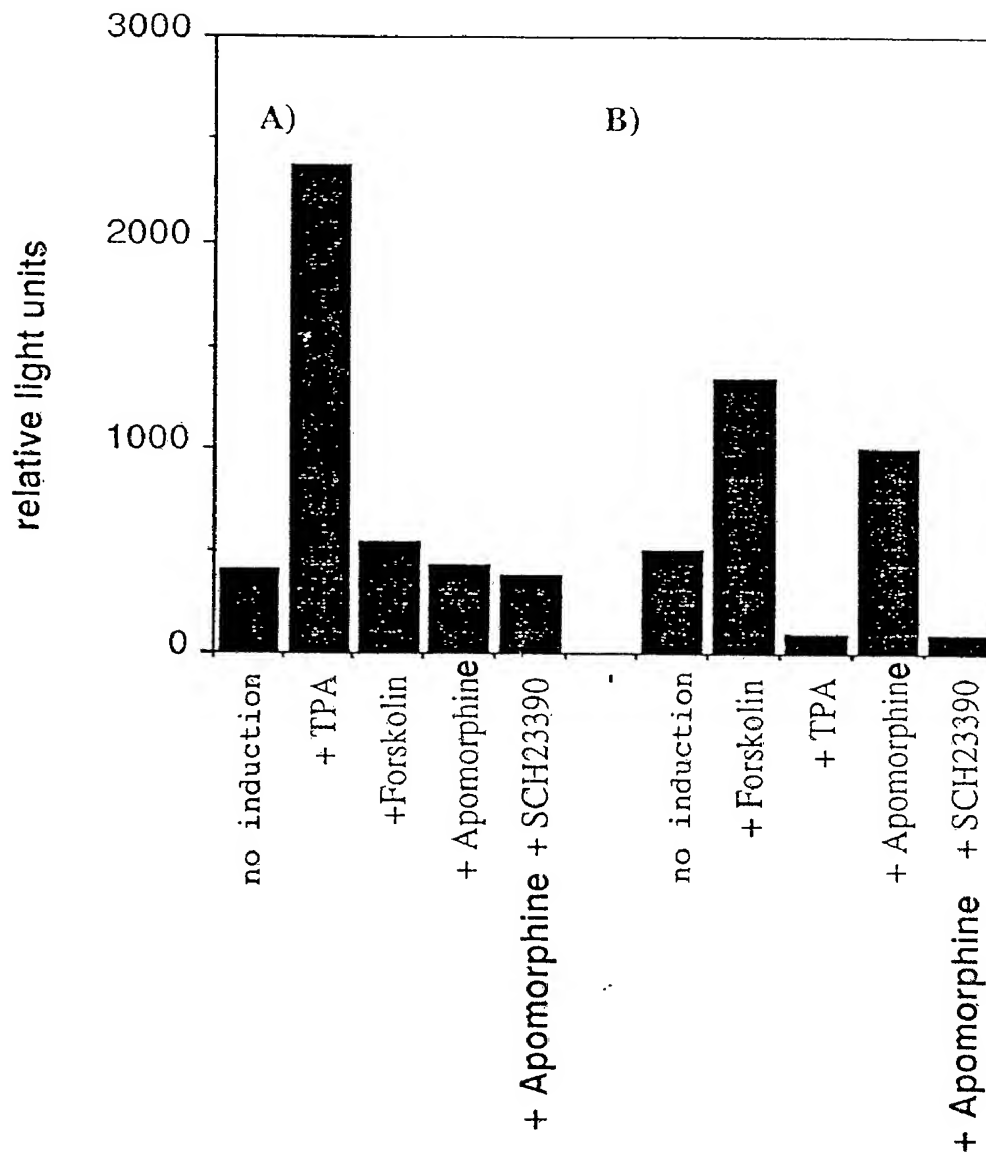 3000
2000
1000
0
relative light units
A)
B)
no induction
+ TPA
+Forskolin
+ Apomorphine
+ Apomorphine + SCH23390
-
no induction
+ Forskolin
+ TPA
+ Apomorphine
+ Apomorphine + SCH23390